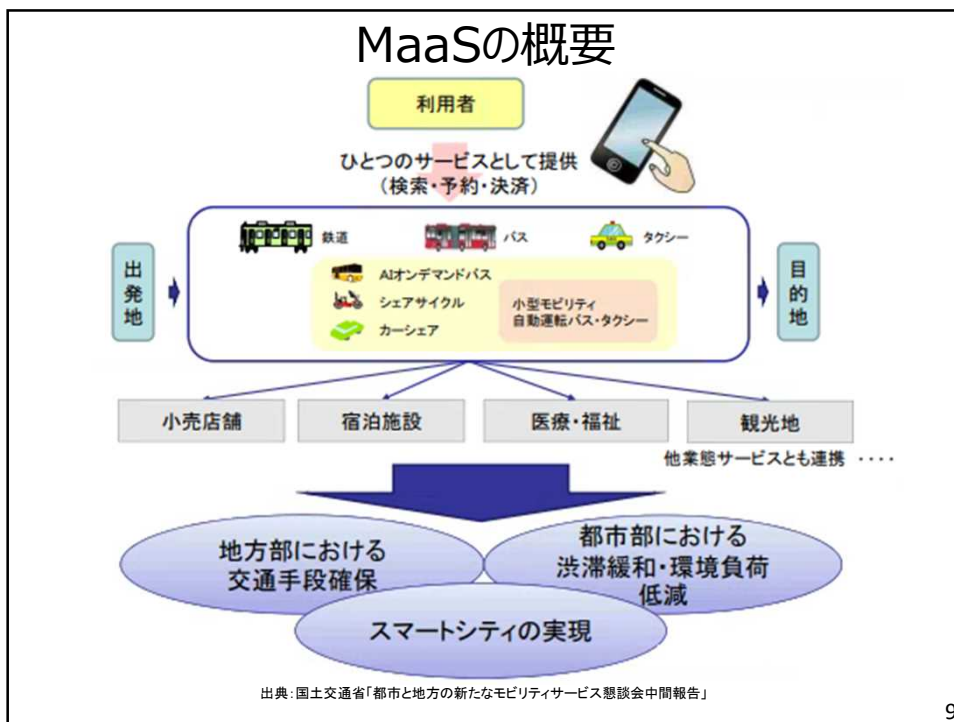 MaaSの概要
利用者
ひとつのサービスとして提供
(検索・予約・決済)
鉄道
バス
タクシー
出発地
AIオンデマンドバス
シェアサイクル
カーシェア
小型モビリティ
自動運転バス・タクシー
目的地
小売店舗
宿泊施設
医療・福祉
観光地
他業態サービスとも連携 ････
地方部における
交通手段確保
都市部における
渋滞緩和・環境負荷
低減
スマートシティの実現
出典:国土交通省「都市と地方の新たなモビリティサービス懇談会中間報告」
9